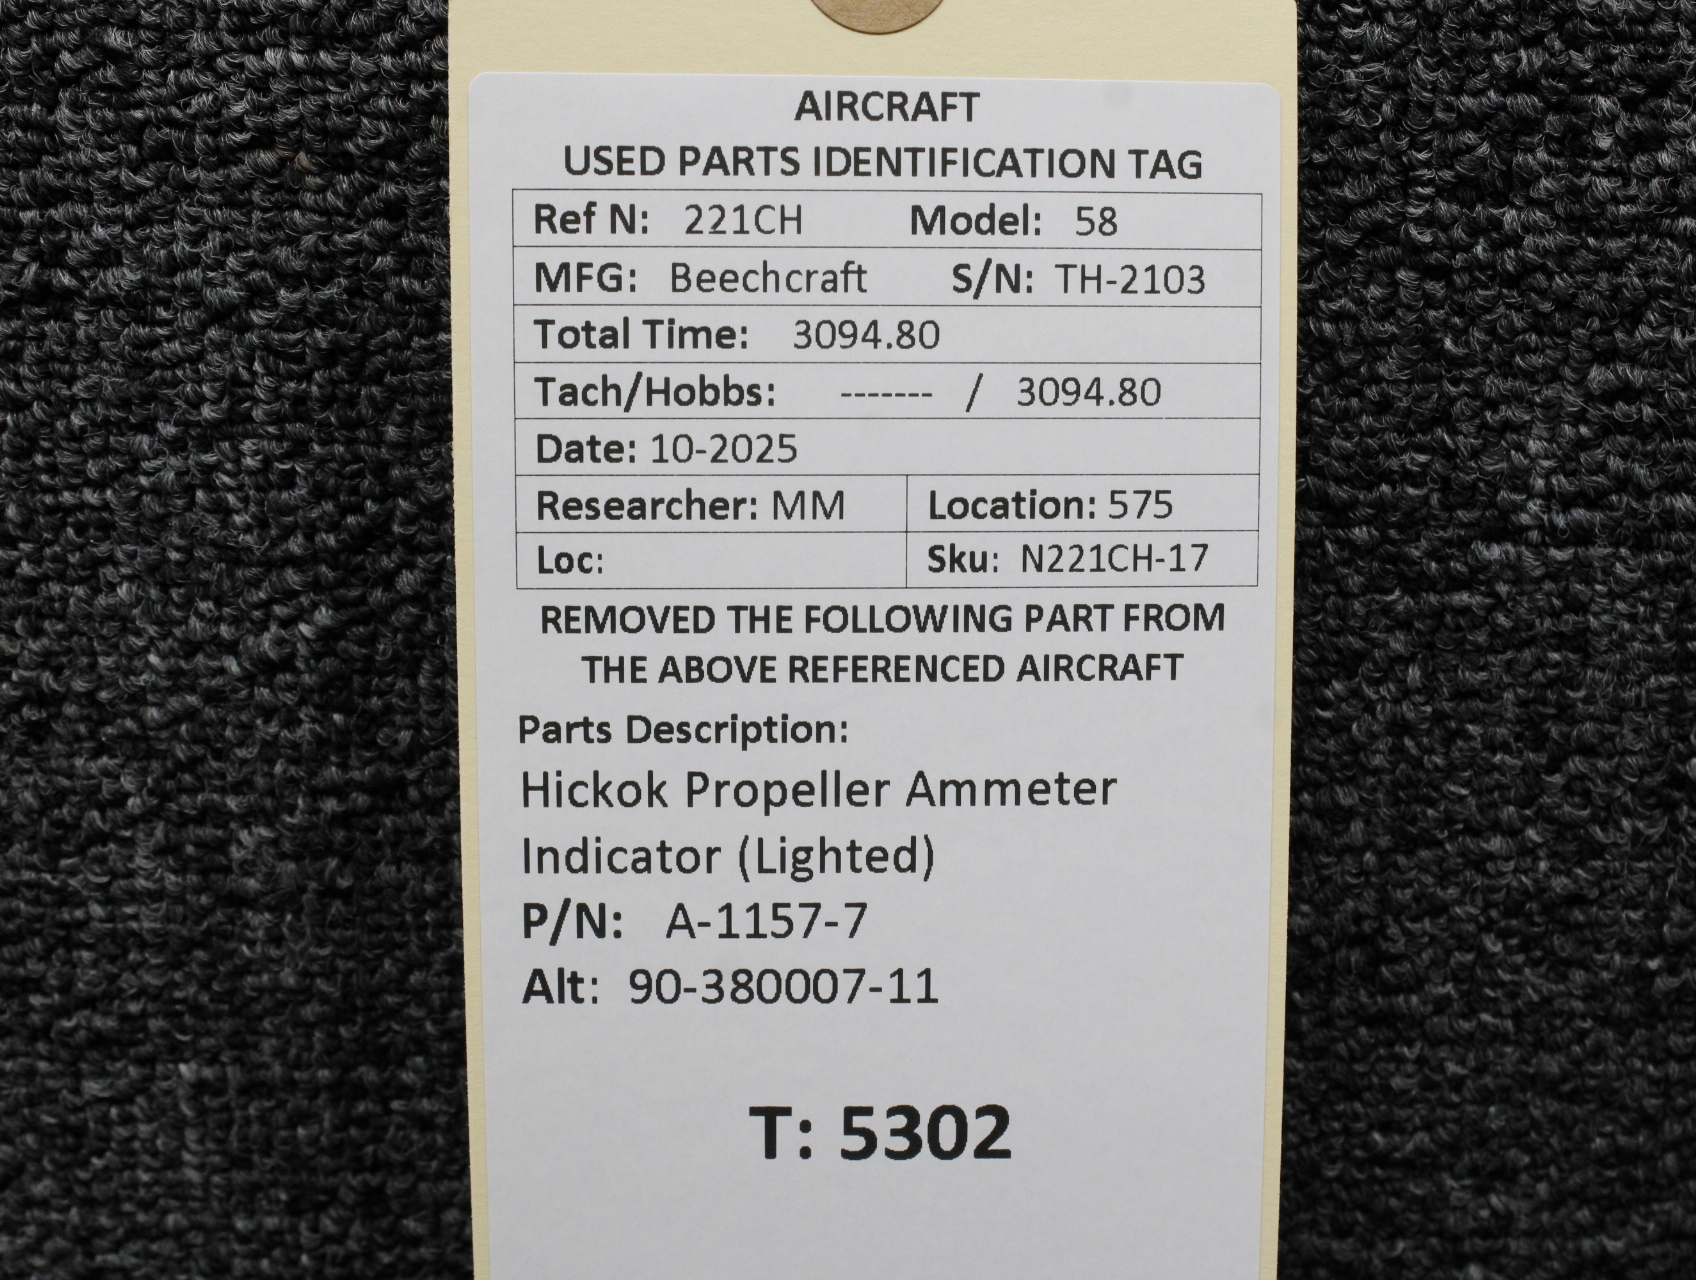 AIRCRAFT
USED PARTS IDENTIFICATION TAG
Ref N: 221CH Model: 58
MFG: Beechcraft S/N: TH-2103
Total Time: 3094.80
Tach/Hobbs: ------- / 3094.80
Date: 10-2025
Researcher: MM Location: 575
Loc: Sku: N221CH-17
REMOVED THE FOLLOWING PART FROM
THE ABOVE REFERENCED AIRCRAFT
Parts Description:
Hickok Propeller Ammeter
Indicator (Lighted)
P/N: A-1157-7
Alt: 90-380007-11
T: 5302